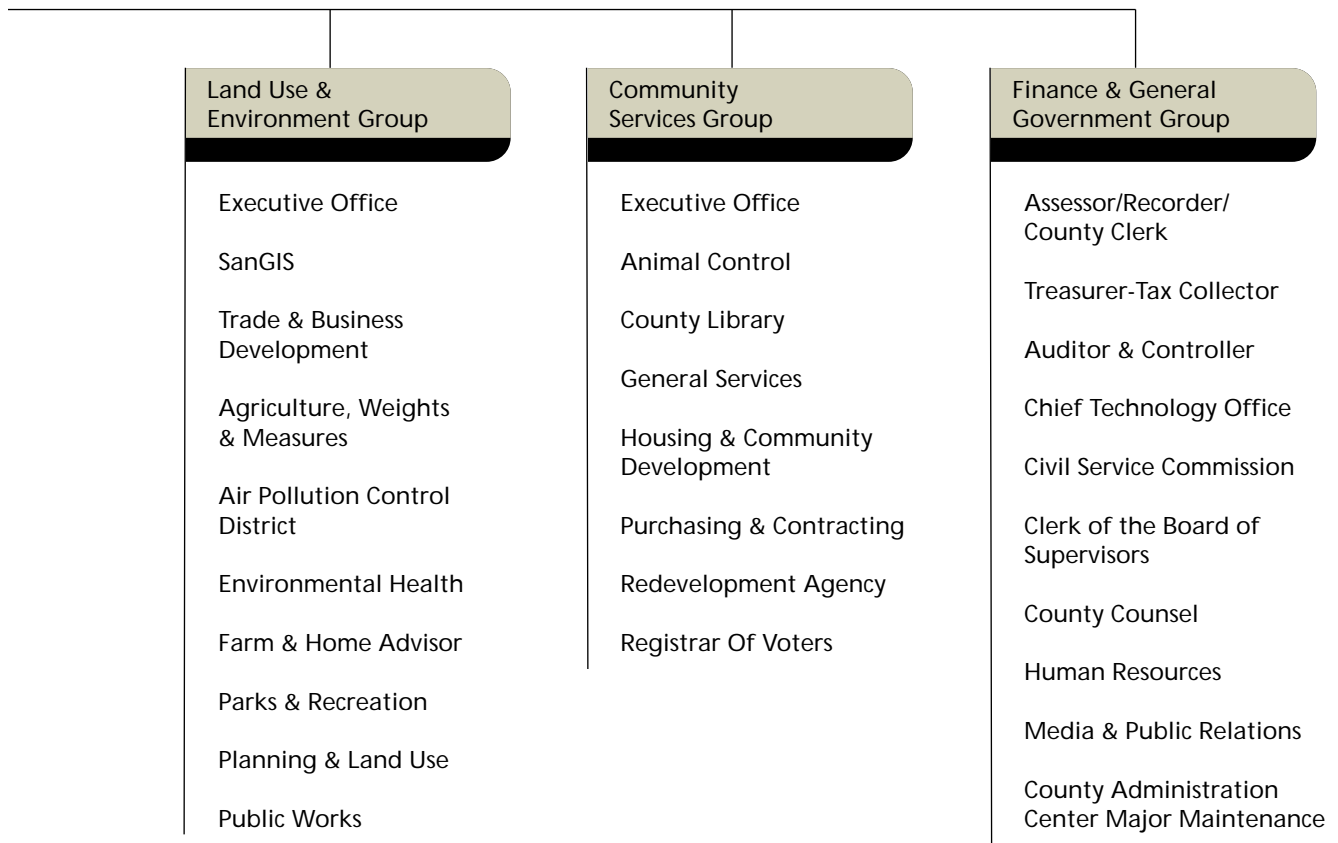 Land Use &
Environment Group
Executive Office
SanGIS
Trade & Business
Development
Agriculture, Weights
& Measures
Air Pollution Control
District
Environmental Health
Farm & Home Advisor
Parks & Recreation
Planning & Land Use
Public Works
Community
Services Group
Executive Office
Animal Control
County Library
General Services
Housing & Community
Development
Purchasing & Contracting
Redevelopment Agency
Registrar Of Voters
Finance & General
Government Group
Assessor/Recorder/
County Clerk
Treasurer-Tax Collector
Auditor & Controller
Chief Technology Office
Civil Service Commission
Clerk of the Board of
Supervisors
County Counsel
Human Resources
Media & Public Relations
County Administration
Center Major Maintenance